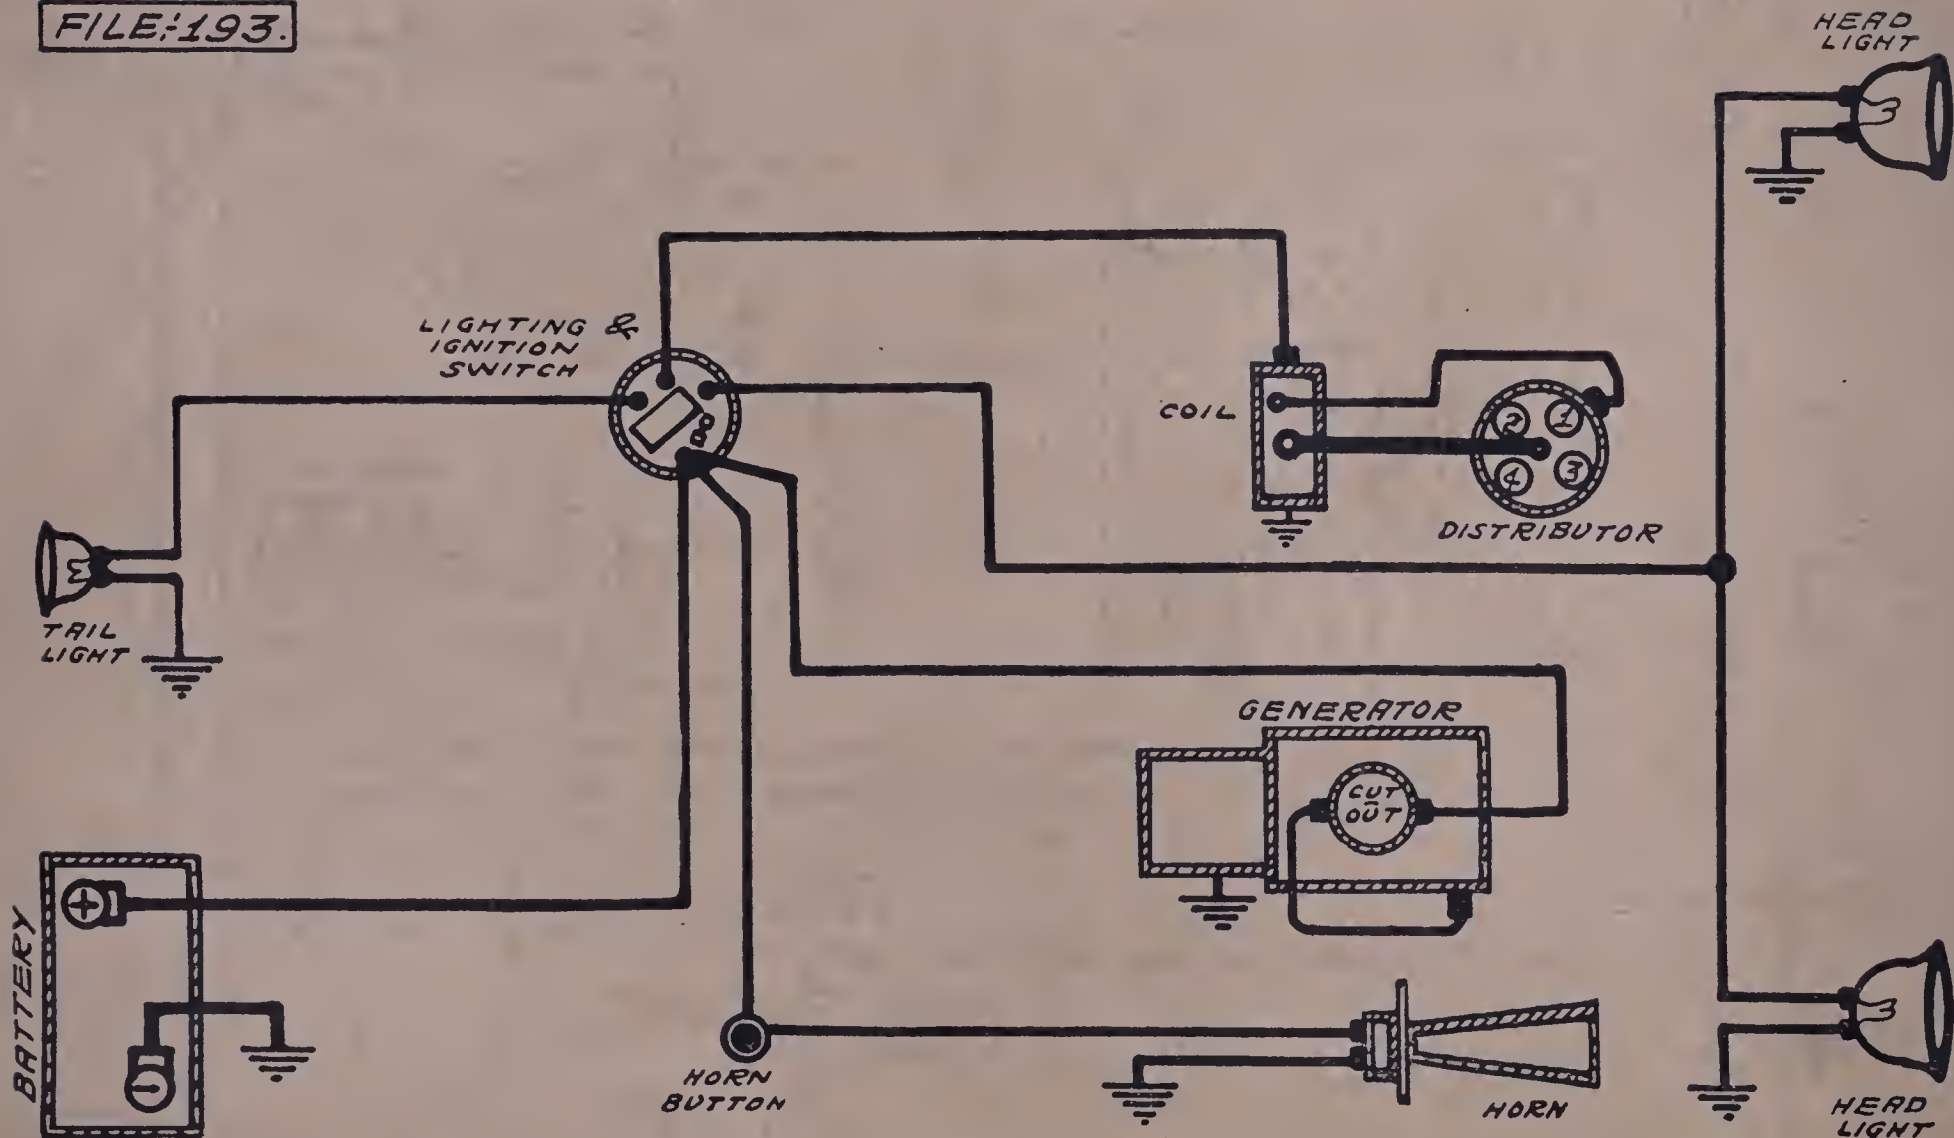 FILE:-193.
HEAD
LIGHT
LIGHTING &
IGNITION
SWITCH
COIL
2
1
4
3
DISTRIBUTOR
TAIL
LIGHT
GENERATOR
CUT
OUT
+
BATTERY
-
HORN
BUTTON
HORN
HEAD
LIGHT